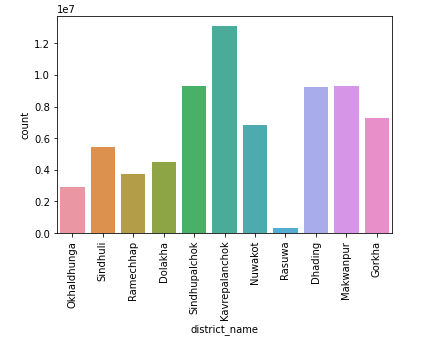 1e7
1.2
1.0
0.8
0.6
0.4
0.2
0.0
count
Okhaldhunga
Sindhuli
Ramechhap
Dolakha
Sindhupalchok
Kavrepalanchok
Nuwakot
Rasuwa
Dhading
Makwanpur
Gorkha
district_name